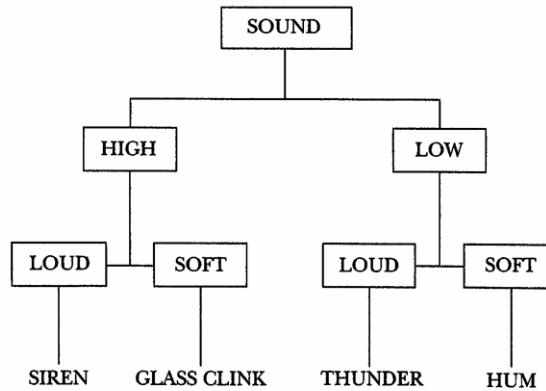 SOUND
HIGH LOW
LOUD SOFT LOUD SOFT
SIREN GLASS CLINK THUNDER HUM